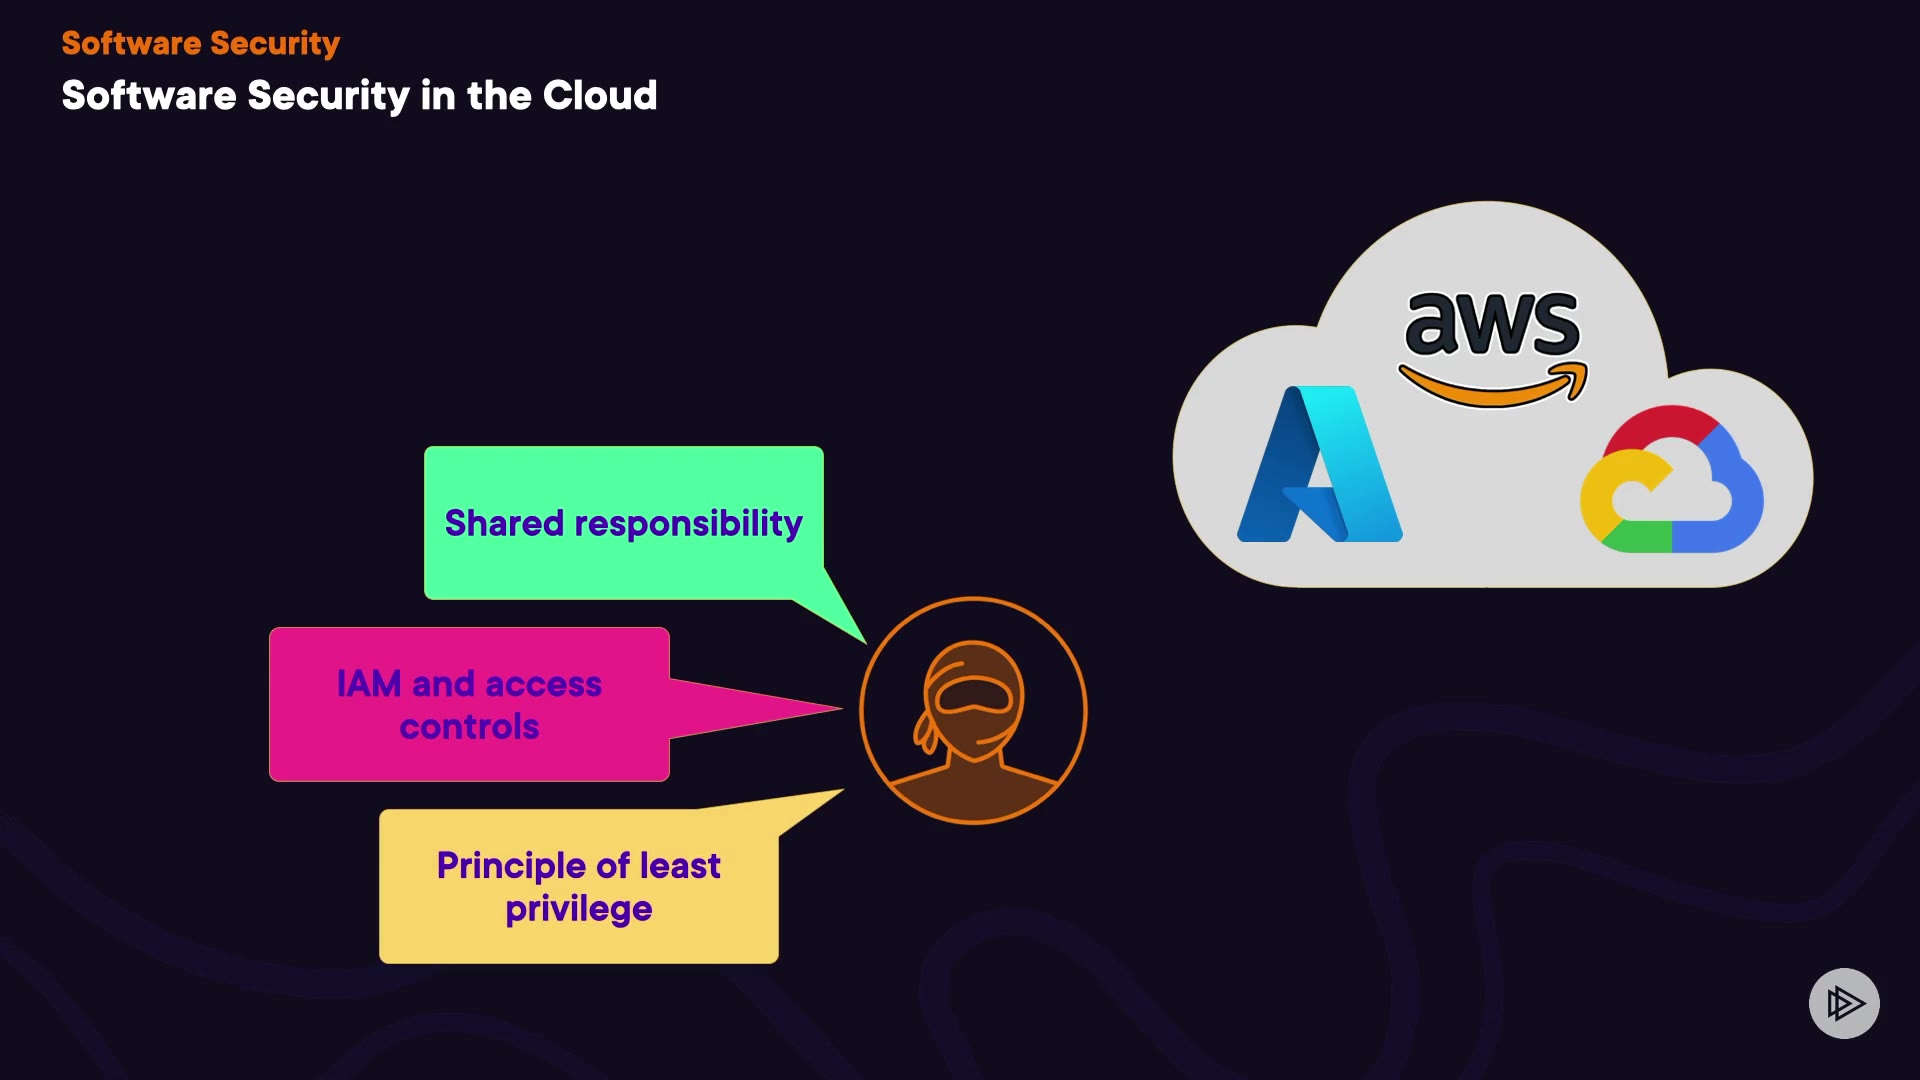 Software Security
Software Security in the Cloud
aws
Shared responsibility
IAM and access
controls
Principle of least
privilege